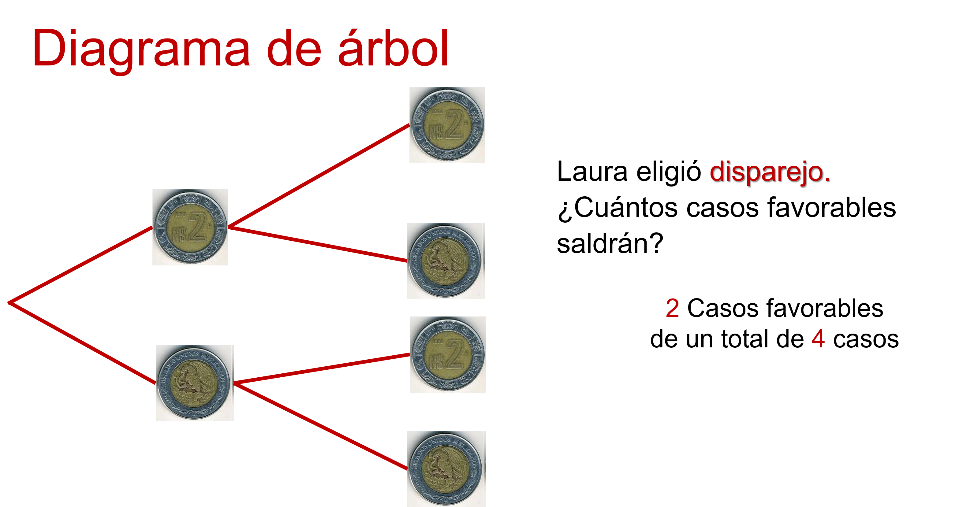 Diagrama de árbol
Laura eligió disparejo.
¿Cuántos casos favorables
saldrán?
2 Casos favorables
de un total de 4 casos